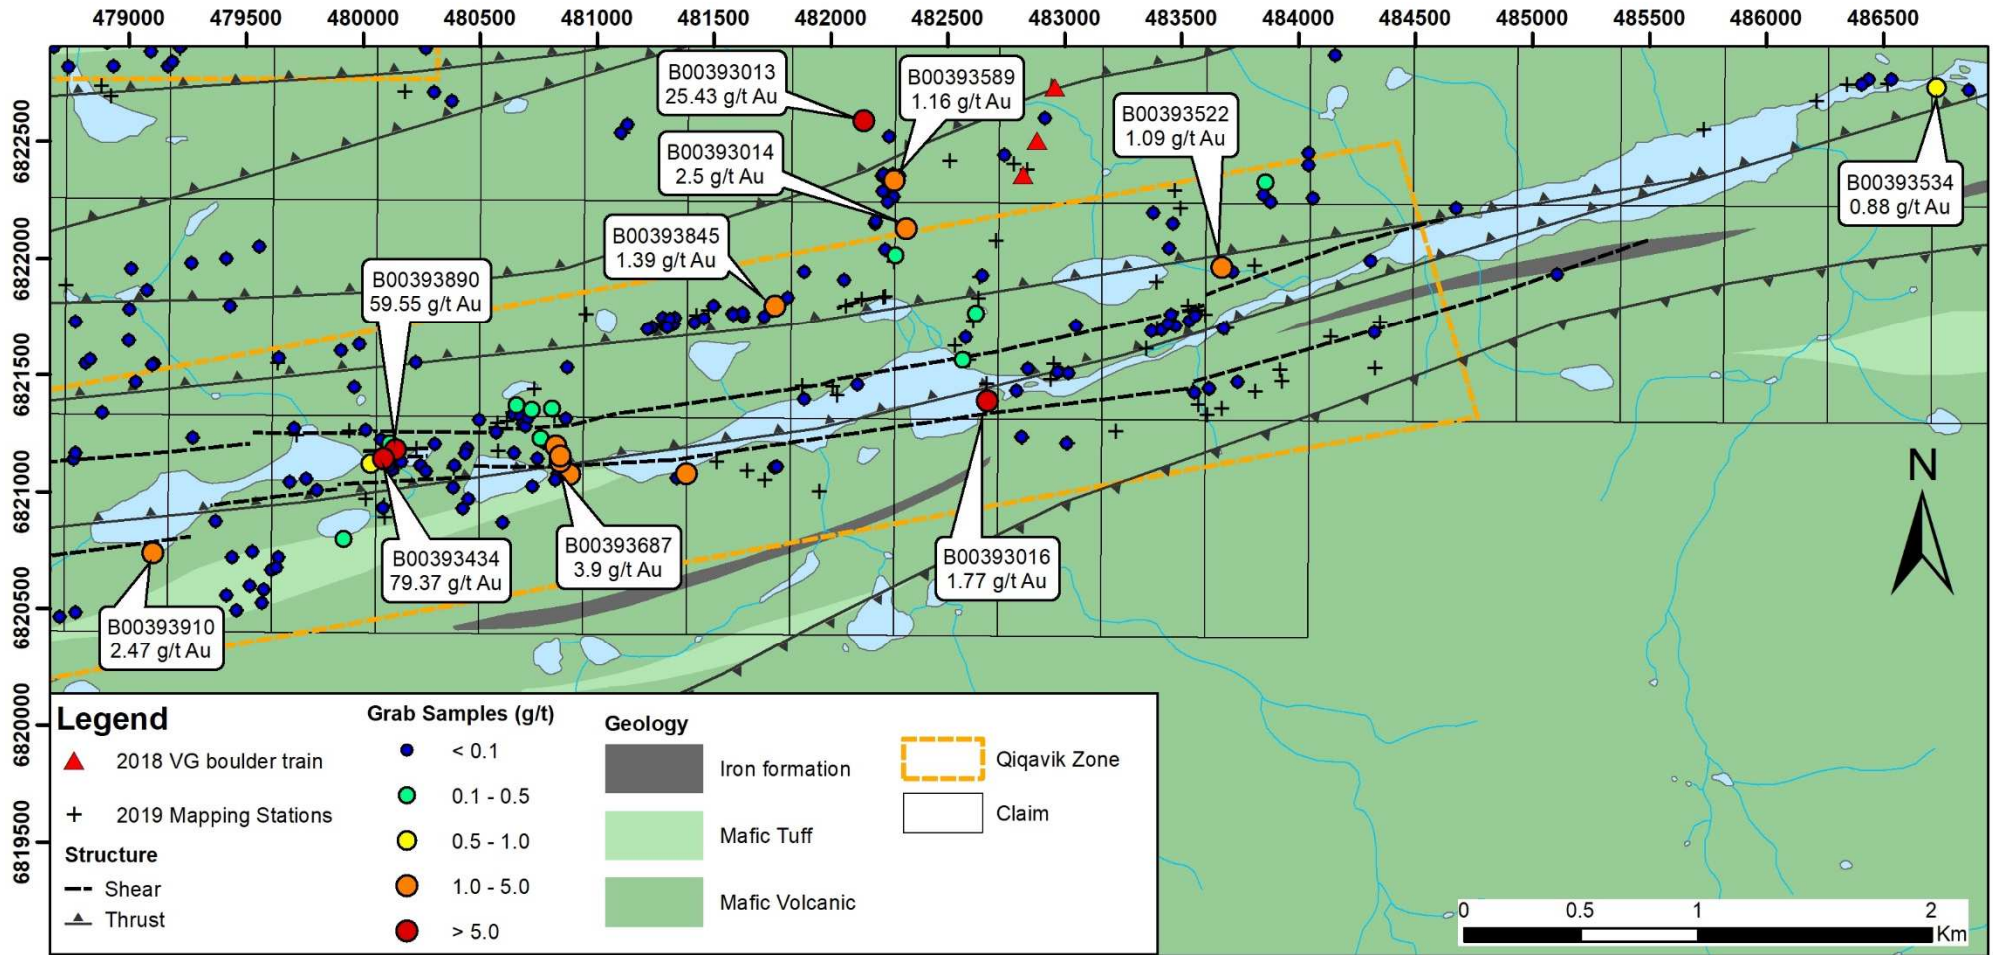 479000 479500 480000 480500 481000 481500 482000 482500 483000 483500 484000 484500 485000 485500 486000 486500
6822500
6822000
6821500
6821000
6820500
6820000
6819500
B00393013
25.43 g/t Au
B00393589
1.16 g/t Au
B00393522
1.09 g/t Au
B00393014
2.5 g/t Au
B00393534
0.88 g/t Au
B00393845
1.39 g/t Au
B00393890
59.55 g/t Au
B00393434
79.37 g/t Au
B00393687
3.9 g/t Au
B00393016
1.77 g/t Au
B00393910
2.47 g/t Au
N
Legend
2018 VG boulder train
2019 Mapping Stations
Structure
Shear
Thrust
Grab Samples (g/t)
< 0.1
0.1 - 0.5
0.5 - 1.0
1.0 - 5.0
> 5.0
Geology
Iron formation
Mafic Tuff
Mafic Volcanic
Qiqavik Zone
Claim
0 0.5 1 2
Km